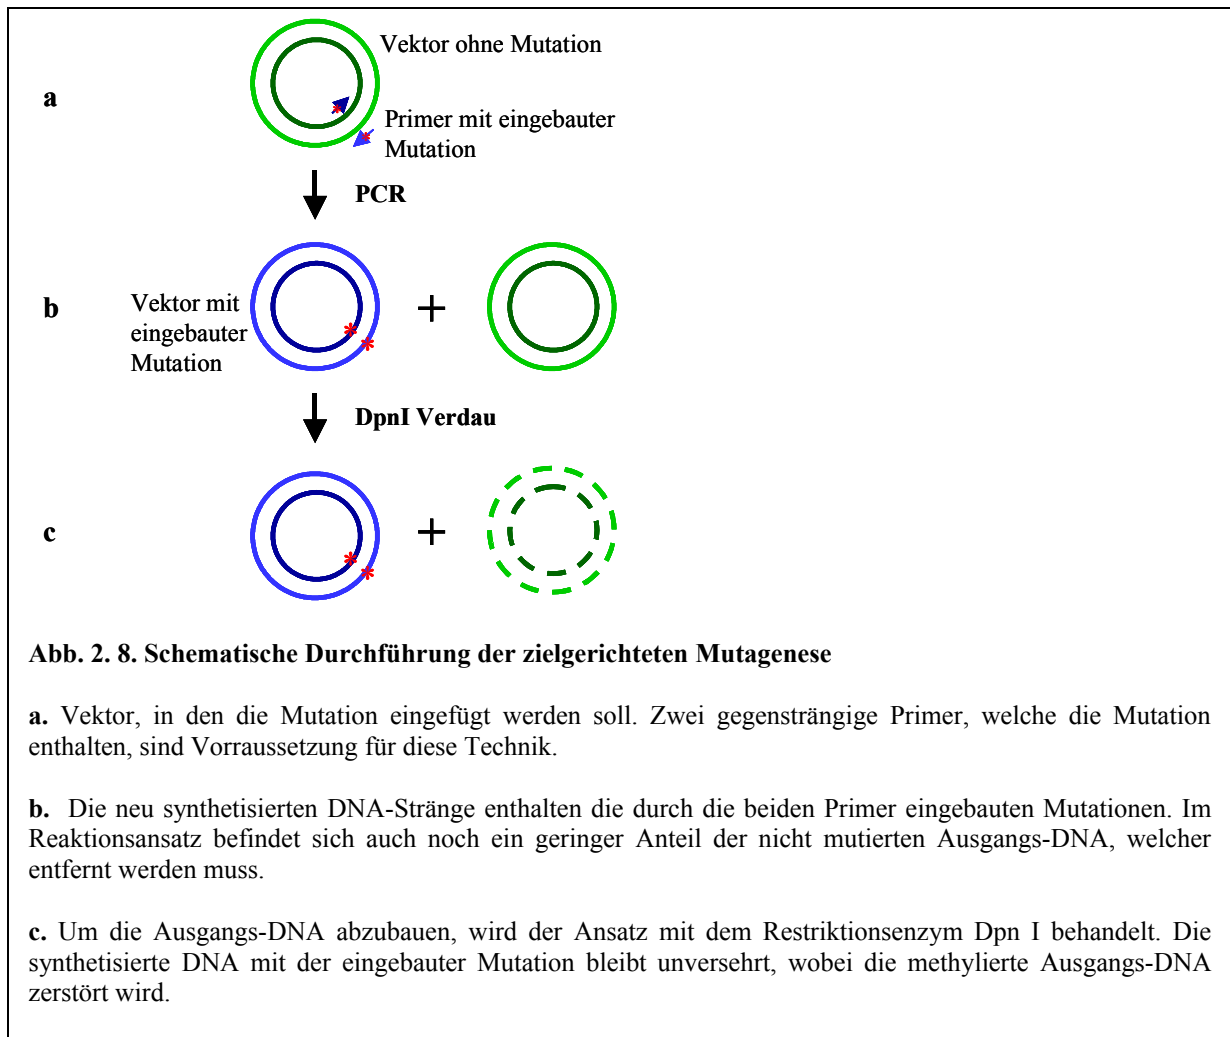 Vektor ohne Mutation
a
Primer mit eingebauter
Mutation
PCR
b
Vektor mit
eingebauter
Mutation
+
DpnI Verdau
c
+
Abb. 2. 8. Schematische Durchführung der zielgerichteten Mutagenese
a. Vektor, in den die Mutation eingefügt werden soll. Zwei gegensträngige Primer, welche die Mutation
enthalten, sind Vorraussetzung für diese Technik.
b. Die neu synthetisierten DNA-Stränge enthalten die durch die beiden Primer eingebauten Mutationen. Im
Reaktionsansatz befindet sich auch noch ein geringer Anteil der nicht mutierten Ausgangs-DNA, welcher
entfernt werden muss.
c. Um die Ausgangs-DNA abzubauen, wird der Ansatz mit dem Restriktionsenzym Dpn I behandelt. Die
synthetisierte DNA mit der eingebauter Mutation bleibt unversehrt, wobei die methylierte Ausgangs-DNA
zerstört wird.